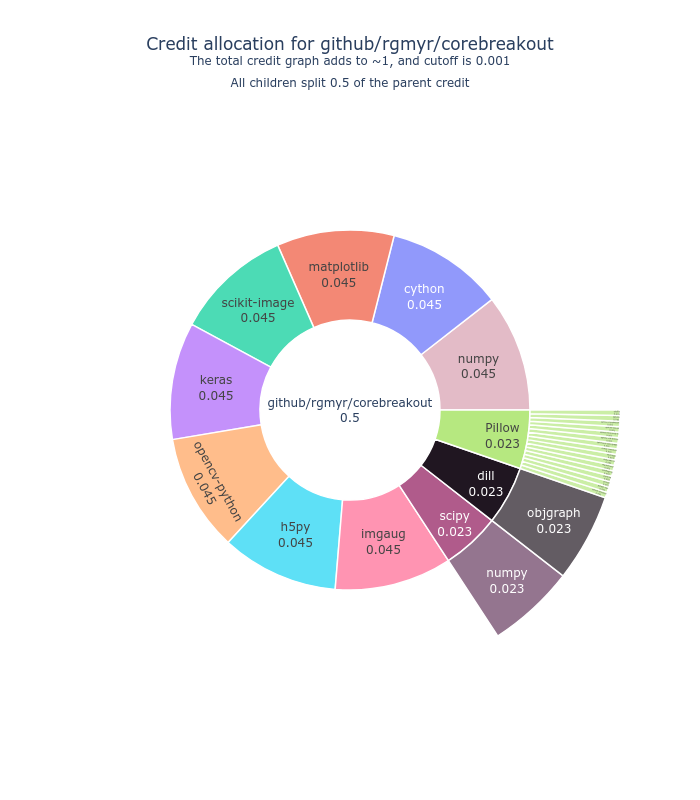 Credit allocation for github/rgmyr/corebreakout
The total credit graph adds to ~1, and cutoff is 0.001
All children split 0.5 of the parent credit
matplotlib
0.045
cython
0.045
scikit-image
0.045
numpy
0.045
keras
0.045
github/rgmyr/corebreakout
0.5
Pillow
0.023
opencv-python
0.045
dill
0.023
objgraph
0.023
scipy
0.023
h5py
0.045
imgaug
0.045
numpy
0.023